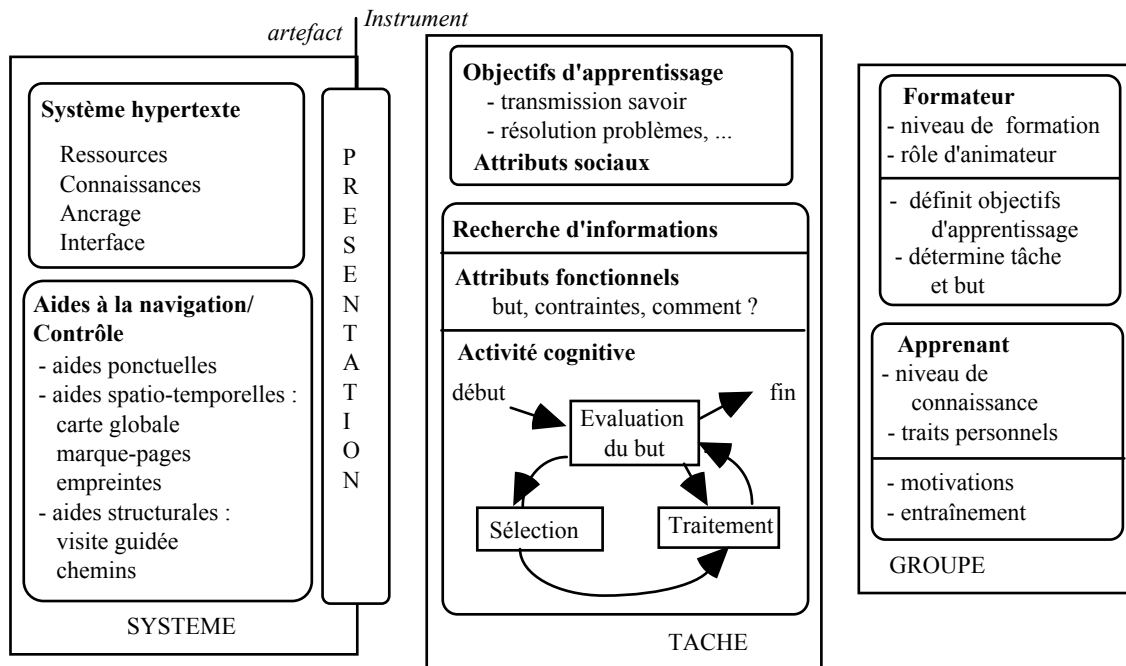 artefact
Instrument
Système hypertexte
Ressources
Connaissances
Ancrage
Interface
Aides à la navigation/
Contrôle
- aides ponctuelles
- aides spatio-temporelles :
carte globale
marque-pages
empreintes
- aides structurales :
visite guidée
chemins
SYSTEME
P
R
E
S
E
N
T
A
T
I
O
N
Objectifs d'apprentissage
- transmission savoir
- résolution problèmes, ...
Attributs sociaux
Recherche d'informations
Attributs fonctionnels
but, contraintes, comment ?
Activité cognitive
début
fin
Evaluation
du but
Sélection
Traitement
TACHE
Formateur
- niveau de formation
- rôle d'animateur
- définit objectifs
d'apprentissage
- détermine tâche
et but
Apprenant
- niveau de
connaissance
- traits personnels
- motivations
- entraînement
GROUPE